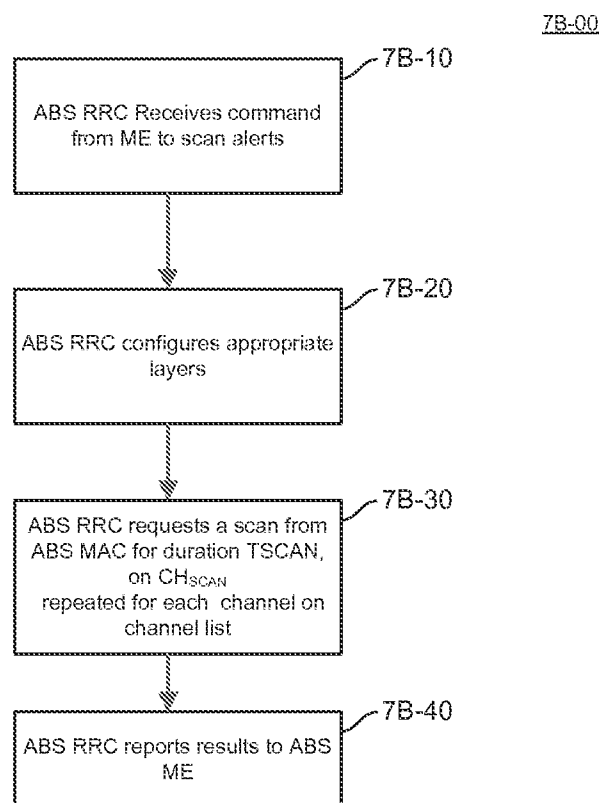 7B-00
7B-10
ABS RRC Receives command
from ME to scan alerts
7B-20
ABS RRC configures appropriate
layers
7B-30
ABS RRC requests a scan from
ABS MAC for duration TSCAN,
on CHSCAN
repeated for each channel on
channel list
7B-40
ABS RRC reports results to ABS
ME